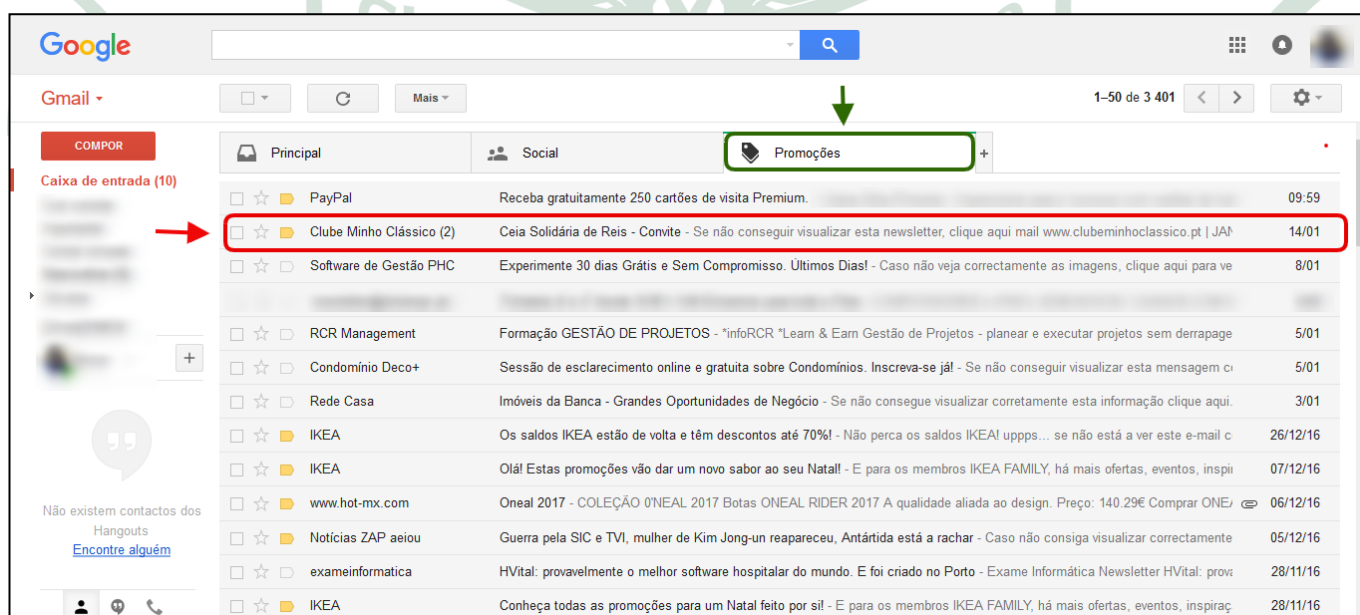 Google
Gmail
Mais
1–50 de 3 401
COMPOR
Principal
Social
Promoções
+
Caixa de entrada (10)
PayPal Receba gratuitamente 250 cartões de visita Premium. 09:59
Clube Minho Clássico (2) Ceia Solidária de Reis - Convite - Se não conseguir visualizar esta newsletter, clique aqui mail www.clubeminhoclassico.pt | JAN 14/01
Software de Gestão PHC Experimente 30 dias Grátis e Sem Compromisso. Últimos Dias! - Caso não veja correctamente as imagens, clique aqui para ve 8/01
RCR Management Formação GESTÃO DE PROJETOS - *infoRCR *Learn & Earn Gestão de Projetos - planear e executar projetos sem derrapage 5/01
+
Condomínio Deco+ Sessão de esclarecimento online e gratuita sobre Condomínios. Inscreva-se já! - Se não conseguir visualizar esta mensagem c 5/01
Rede Casa Imóveis da Banca - Grandes Oportunidades de Negócio - Se não consegue visualizar corretamente esta informação clique aqui. 3/01
IKEA Os saldos IKEA estão de volta e têm descontos até 70%! - Não perca os saldos IKEA! uppps... se não está a ver este e-mail c 26/12/16
IKEA Olá! Estas promoções vão dar um novo sabor ao seu Natal! - E para os membros IKEA FAMILY, há mais ofertas, eventos, inspi 07/12/16
www.hot-mx.com Oneal 2017 - COLEÇÃO 0'NEAL 2017 Botas ONEAL RIDER 2017 A qualidade aliada ao design. Preço: 140.29€ Comprar ONE 06/12/16
Notícias ZAP aeiou Guerra pela SIC e TVI, mulher de Kim Jong-un reapareceu, Antártida está a rachar - Caso não consiga visualizar correctamente 05/12/16
exameinformatica HVital: provavelmente o melhor software hospitalar do mundo. E foi criado no Porto - Exame Informática Newsletter HVital: prova 28/11/16
IKEA Conheça todas as promoções para um Natal feito por si! - E para os membros IKEA FAMILY, há mais ofertas, eventos, inspiraç 28/11/16
Não existem contactos dos
Hangouts
Encontre alguém